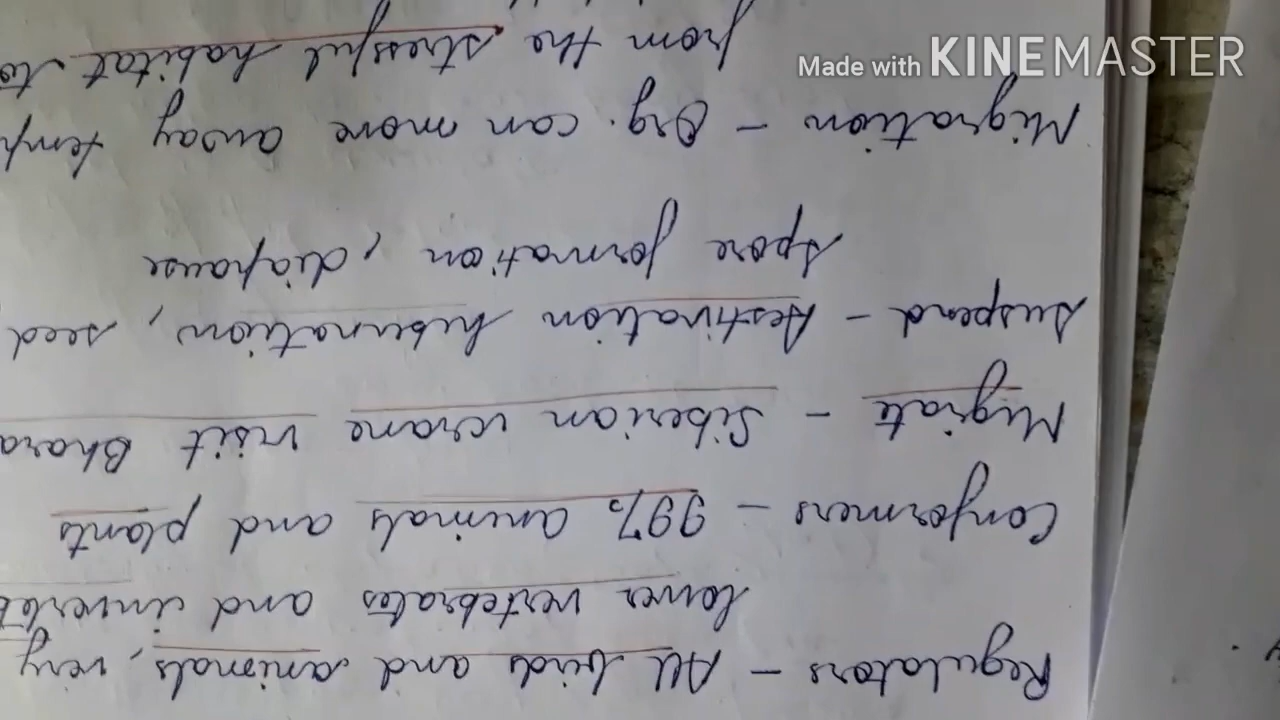 Made with KINEMASTER
Regulators - All birds and animals, very
lower vertebrates and
Conformers - 99% animals and plants
Migrate - Siberian crane visit
Suspend - Aestivation hibernation, seed
spore formation, diapause
Migration - Org. can move away
from the stressful habitat to